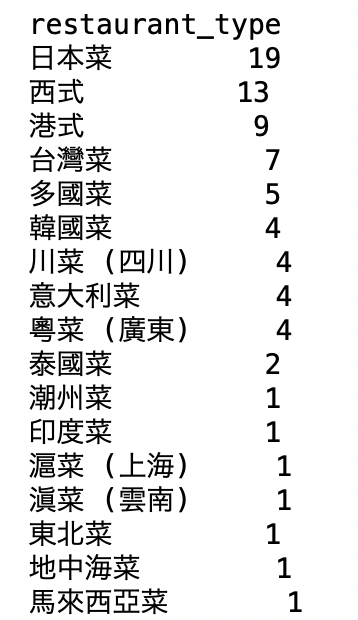 restaurant_type
日本菜 19
西式 13
港式 9
台灣菜 7
多國菜 5
韓國菜 4
川菜 (四川) 4
意大利菜 4
粵菜 (廣東) 4
泰國菜 2
潮州菜 1
印度菜 1
滬菜 (上海) 1
滇菜 (雲南) 1
東北菜 1
地中海菜 1
馬來西亞菜 1